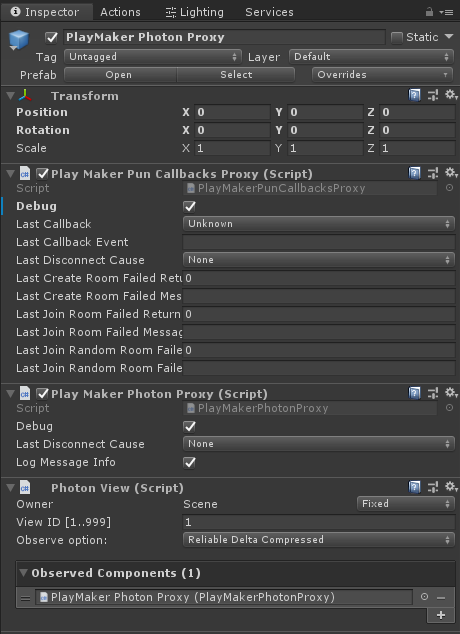 Inspector Actions Lighting Services
PlayMaker Photon Proxy Static
Tag Untagged Layer Default
Prefab Open Select Overrides
Transform
Position X 0 Y 0 Z 0
Rotation X 0 Y 0 Z 0
Scale X 1 Y 1 Z 1
Play Maker Pun Callbacks Proxy (Script)
Script PlayMakerPunCallbacksProxy
Debug
Last Callback Unknown
Last Callback Event
Last Disconnect Cause None
Last Create Room Failed Retu 0
Last Create Room Failed Mes
Last Join Room Failed Return 0
Last Join Room Failed Messag
Last Join Random Room Faile 0
Last Join Random Room Faile
Play Maker Photon Proxy (Script)
Script PlayMakerPhotonProxy
Debug
Last Disconnect Cause None
Log Message Info
Photon View (Script)
Owner Scene Fixed
View ID [1..999] 1
Observe option: Reliable Delta Compressed
Observed Components (1)
PlayMaker Photon Proxy (PlayMakerPhotonProxy)